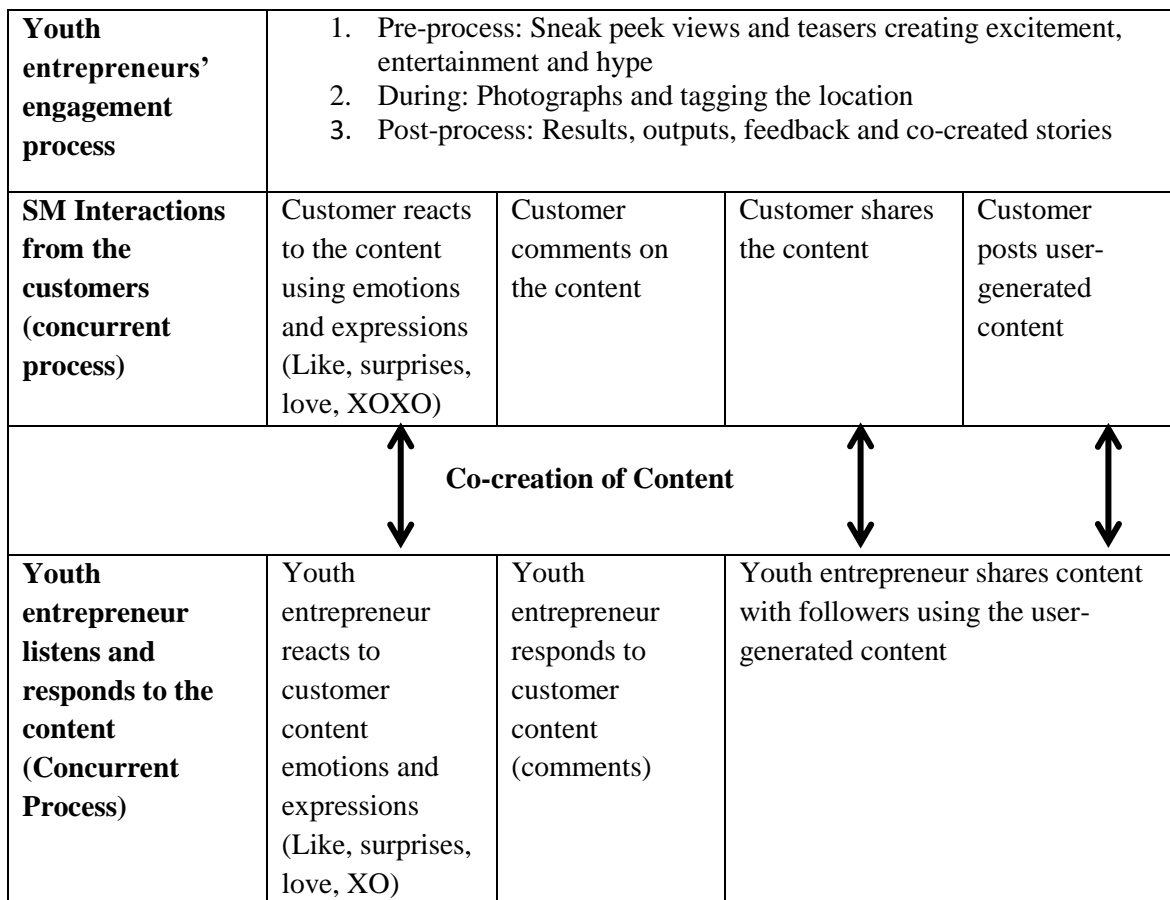 Youth
entrepreneurs’
engagement
process
1. Pre-process: Sneak peek views and teasers creating excitement,
entertainment and hype
2. During: Photographs and tagging the location
3. Post-process: Results, outputs, feedback and co-created stories
SM Interactions
from the
customers
(concurrent
process)
Customer reacts
to the content
using emotions
and expressions
(Like, surprises,
love, XOXO)
Customer
comments on
the content
Customer shares
the content
Customer
posts user-
generated
content
Co-creation of Content
Youth
entrepreneur
listens and
responds to the
content
(Concurrent
Process)
Youth
entrepreneur
reacts to
customer
content
emotions and
expressions
(Like, surprises,
love, XO)
Youth
entrepreneur
responds to
customer
content
(comments)
Youth entrepreneur shares content
with followers using the user-
generated content